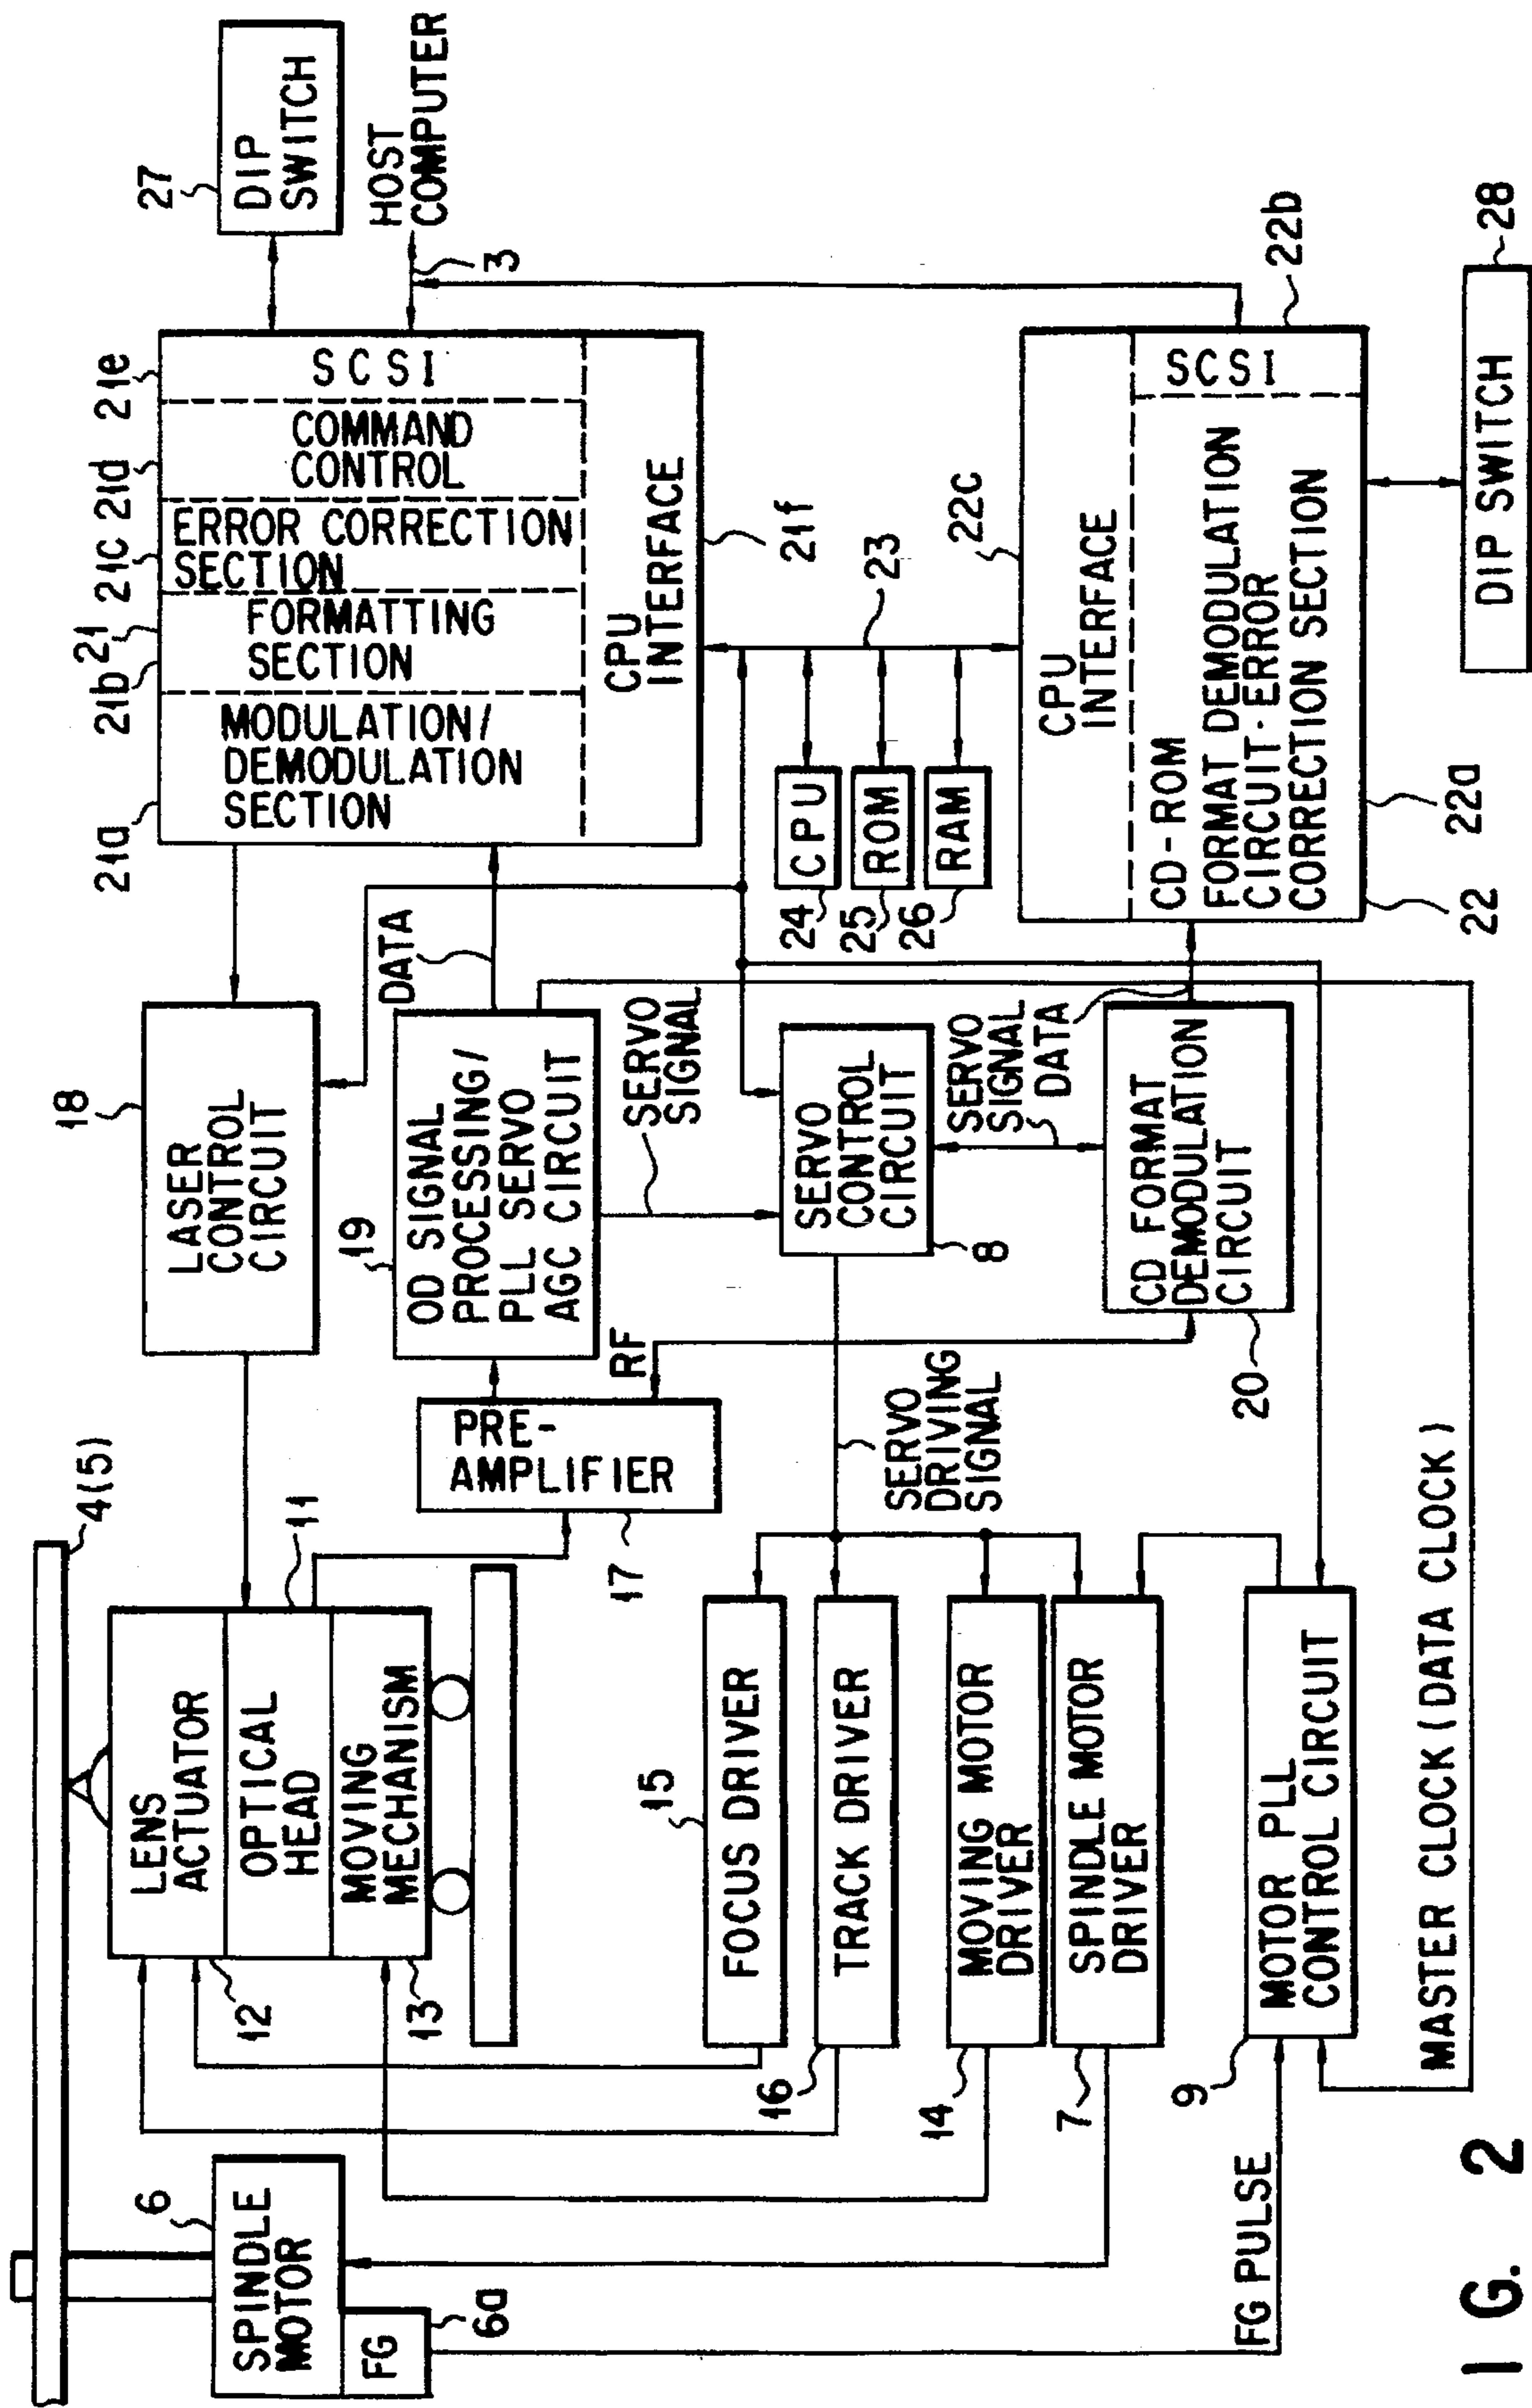 27
DIP
SWITCH
HOST
COMPUTER
3
21e
SCSI
21d
COMMAND
CONTROL
21c
ERROR CORRECTION
SECTION
21
21b
FORMATTING
SECTION
21a
MODULATION/
DEMODULATION
SECTION
CPU
INTERFACE
21f
18
LASER
CONTROL
CIRCUIT
DATA
19
OD SIGNAL
PROCESSING/
PLL SERVO
AGC CIRCUIT
SERVO
SIGNAL
23
CPU
24
ROM
25
RAM
26
22c
CPU
INTERFACE
SCSI
22b
CD-ROM
FORMAT DEMODULATION
CIRCUIT·ERROR
CORRECTION SECTION
22
22a
DIP SWITCH
28
SERVO
CONTROL
CIRCUIT
8
SERVO
SIGNAL
DATA
CD FORMAT
DEMODULATION
CIRCUIT
20
RF
PRE-
AMPLIFIER
17
SERVO
DRIVING
SIGNAL
4(5)
LENS
ACTUATOR
11
OPTICAL
HEAD
MOVING
MECHANISM
12
13
15
FOCUS DRIVER
TRACK DRIVER
16
MOVING MOTOR
DRIVER
14
SPINDLE MOTOR
DRIVER
7
MOTOR PLL
CONTROL CIRCUIT
9
MASTER CLOCK (DATA CLOCK)
6
SPINDLE
MOTOR
FG
6a
FG PULSE
IG. 2